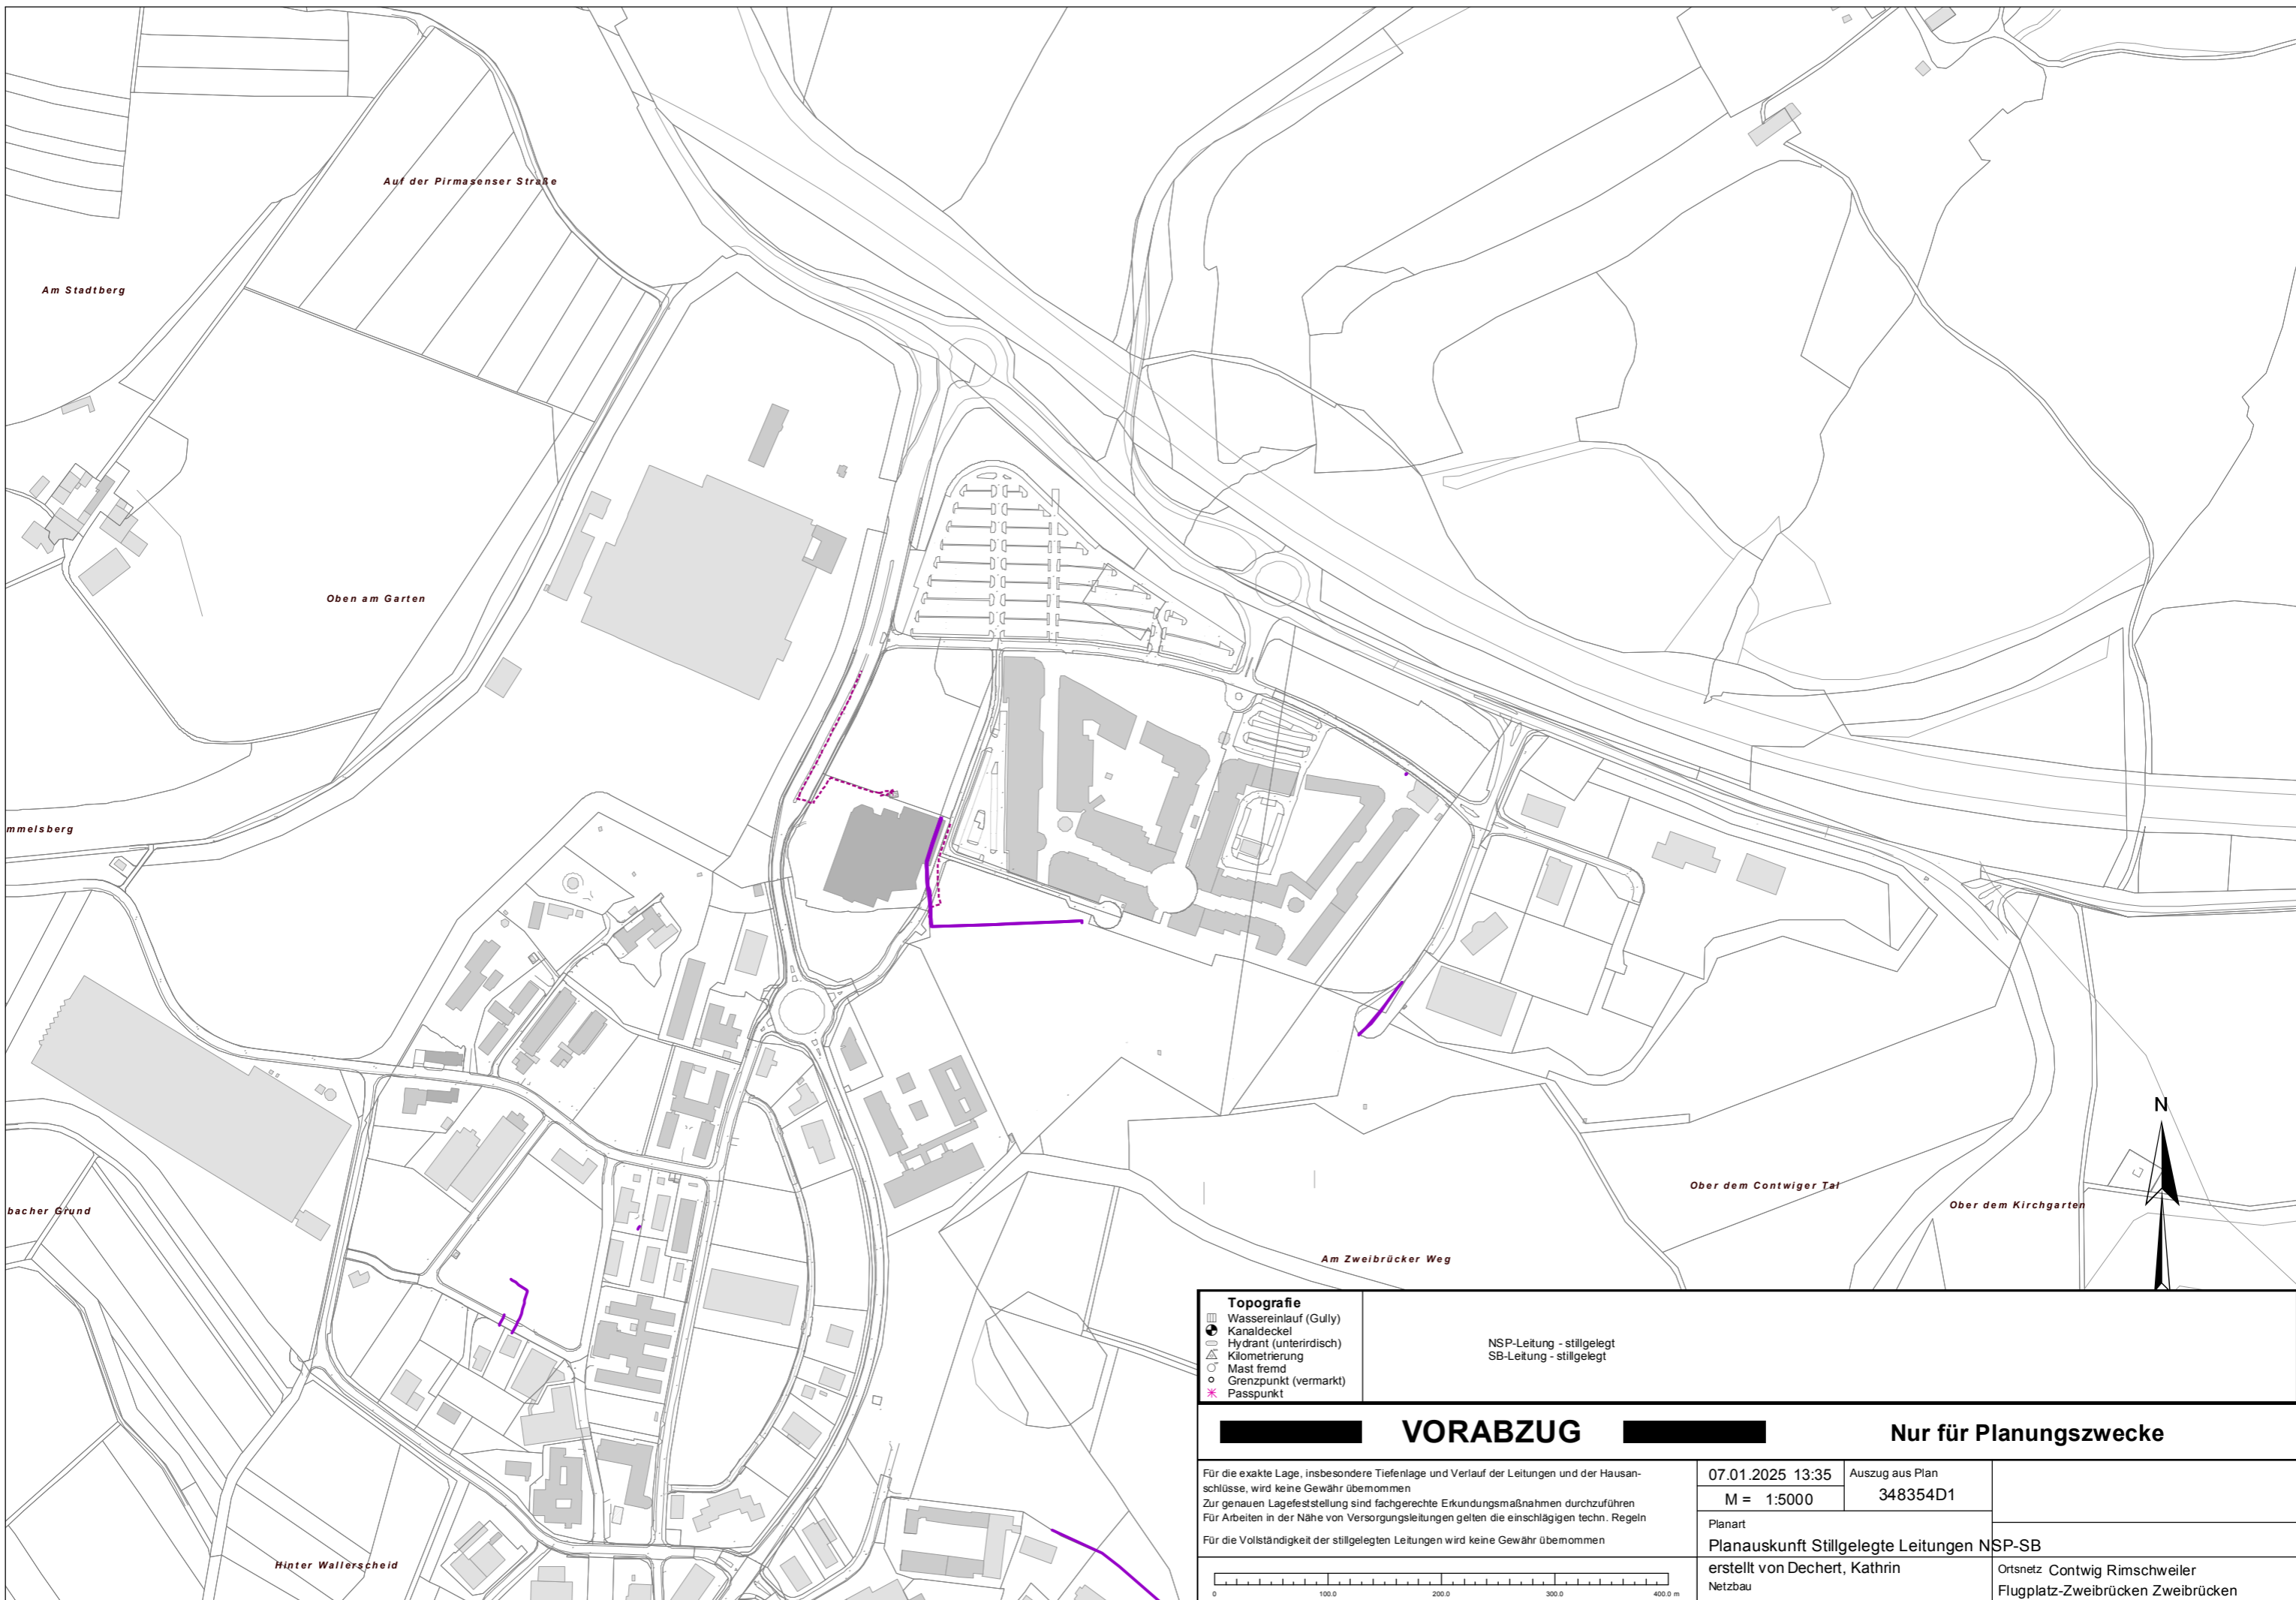 Auf der Pirmasenser Straße
Am Stadtberg
Oben am Garten
mmelsberg
bacher Grund
Ober dem Contwiger Tal
Ober dem Kirchgarten
Am Zweibrücker Weg
Hinter Wallerscheid
N
Topografie
Wassereinlauf (Gully)
Kanaldeckel
Hydrant (unterirdisch)
Kilometrierung
Mast fremd
Grenzpunkt (vermarkt)
Passpunkt
NSP-Leitung - stillgelegt
SB-Leitung - stillgelegt
VORABZUG
Nur für Planungszwecke
Für die exakte Lage, insbesondere Tiefenlage und Verlauf der Leitungen und der Hausan-
schlüsse, wird keine Gewähr übernommen
Zur genauen Lagefeststellung sind fachgerechte Erkundungsmaßnahmen durchzuführen
Für Arbeiten in der Nähe von Versorgungsleitungen gelten die einschlägigen techn. Regeln
Für die Vollständigkeit der stillgelegten Leitungen wird keine Gewähr übernommen
0 100.0 200.0 300.0 400.0 m
07.01.2025 13:35
M = 1:5000
Auszug aus Plan
348354D1
Planart
Planauskunft Stillgelegte Leitungen NSP-SB
erstellt von Dechert, Kathrin
Netzbau
Ortsnetz Contwig Rimschweiler
Flugplatz-Zweibrücken Zweibrücken